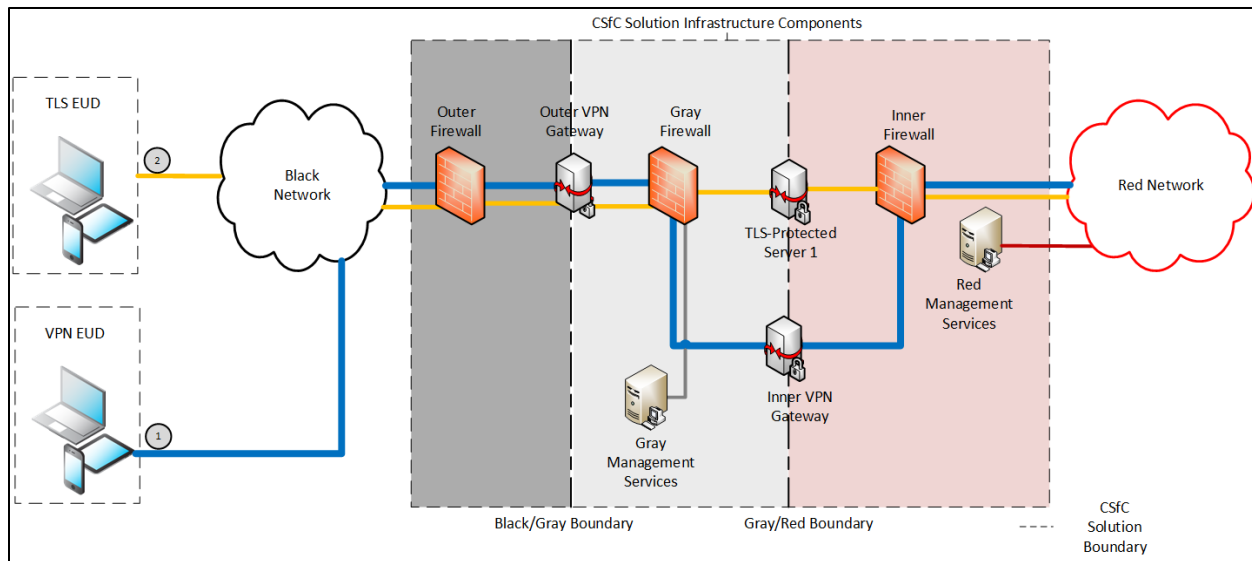 CSfC Solution Infrastructure Components
TLS EUD
2
Black
Network
Outer
Firewall
Outer VPN
Gateway
Gray
Firewall
TLS-Protected
Server 1
Inner
Firewall
Red Network
Red
Management
Services
VPN EUD
1
Inner VPN
Gateway
Gray
Management
Services
Black/Gray Boundary
Gray/Red Boundary
CSfC
Solution
Boundary